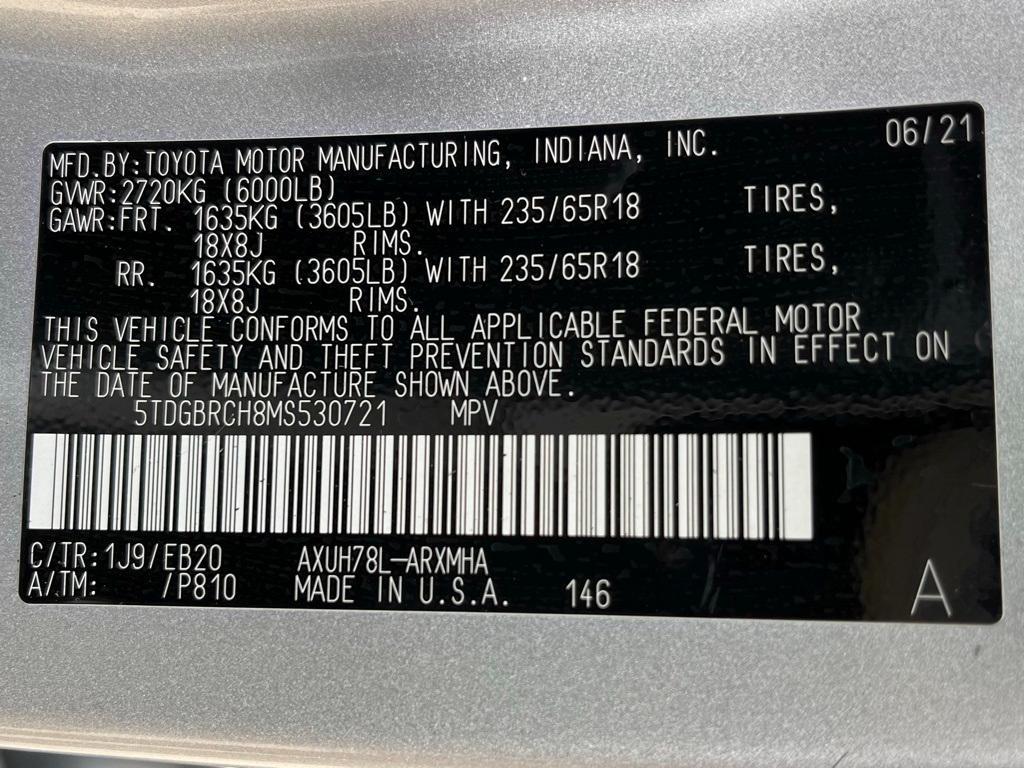 06/21
MFD.BY:TOYOTA MOTOR MANUFACTURING, INDIANA, INC.
GVWR:2720KG (6000LB)
GAWR:FRT. 1635KG (3605LB) WITH 235/65R18 TIRES,
18X8J RIMS.
RR. 1635KG (3605LB) WITH 235/65R18 TIRES,
18X8J RIMS.
THIS VEHICLE CONFORMS TO ALL APPLICABLE FEDERAL MOTOR
VEHICLE SAFETY AND THEFT PREVENTION STANDARDS IN EFFECT ON
THE DATE OF MANUFACTURE SHOWN ABOVE.
5TDGBRCH8MS530721 MPV
C/TR:1J9/EB20 AXUH78L-ARXMHA
A/TM: /P810 MADE IN U.S.A. 146
A